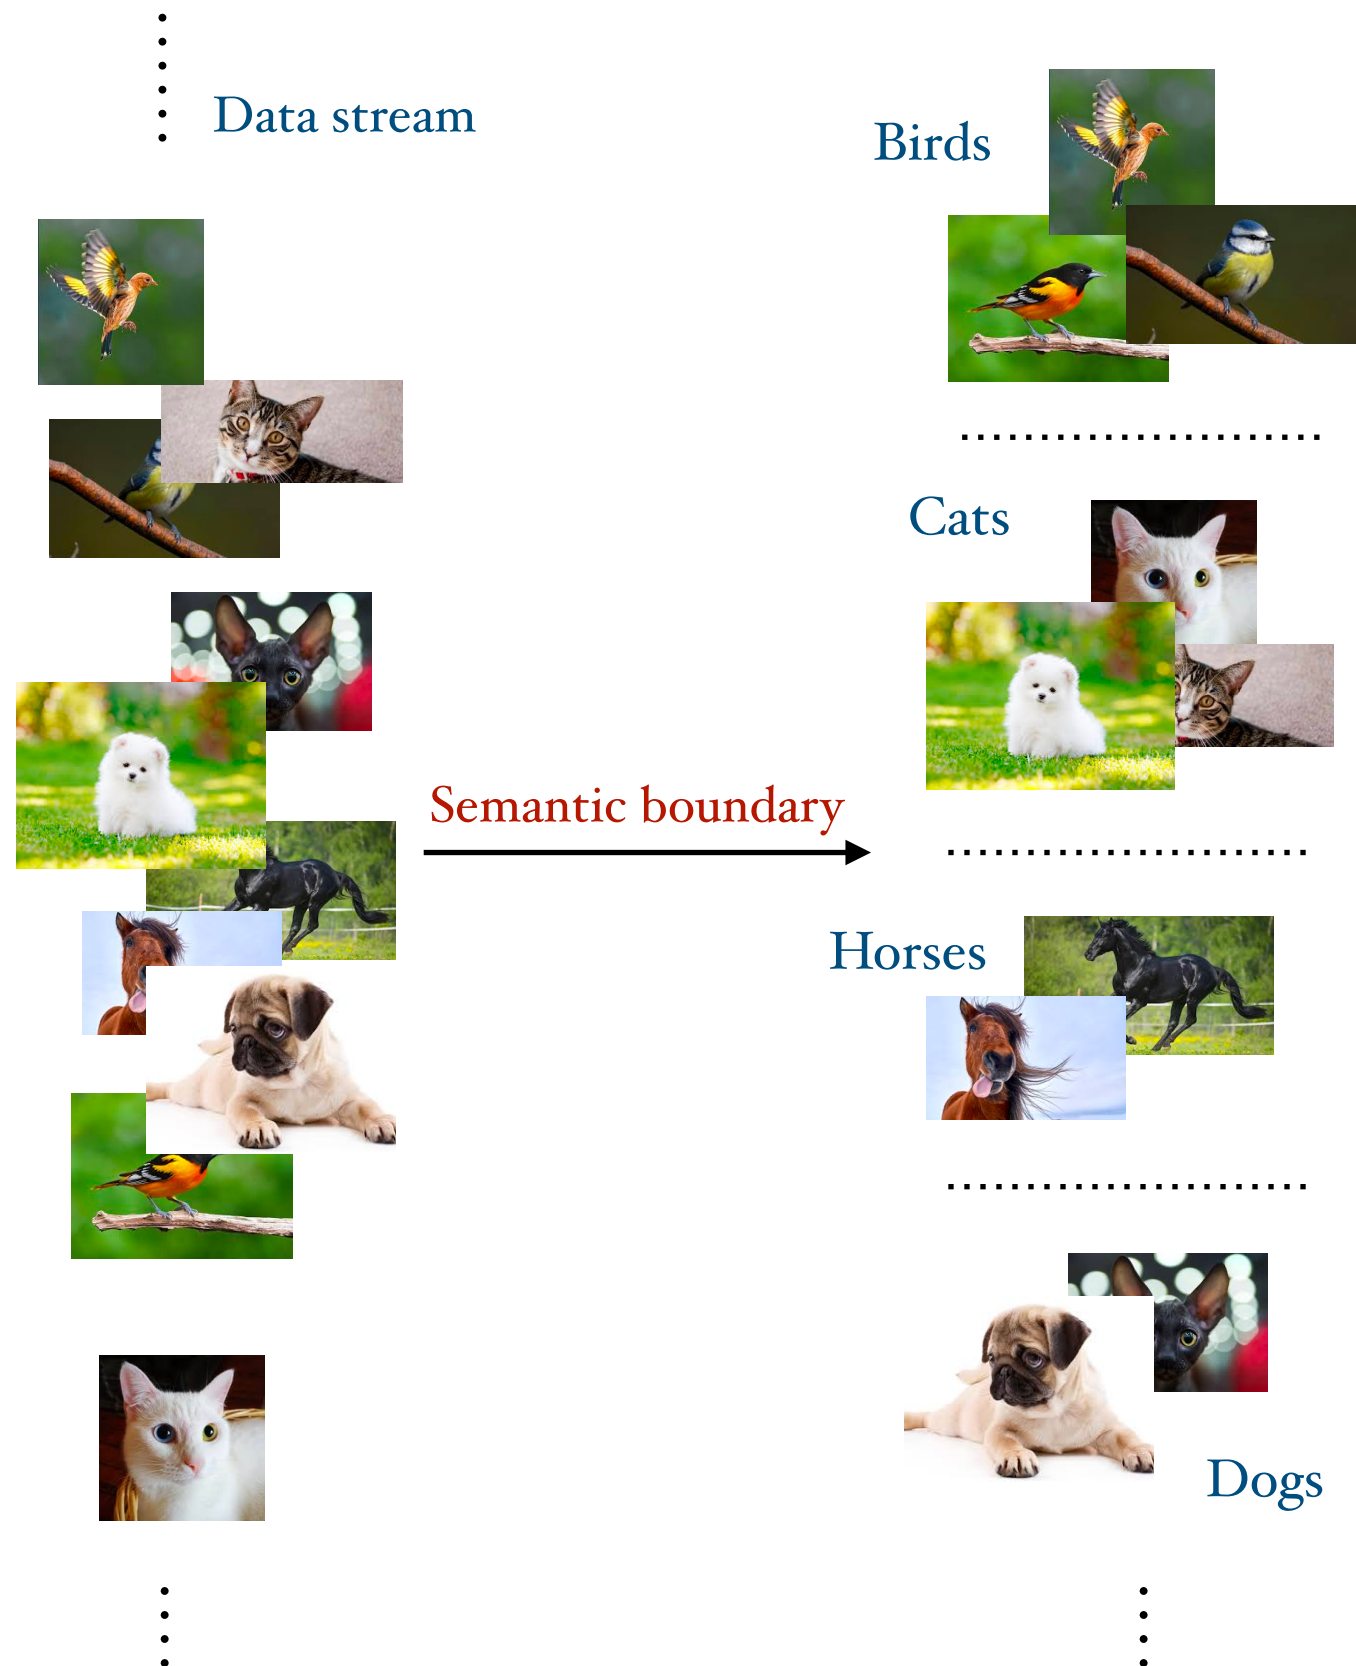 Data stream
Birds
Cats
Semantic boundary
Horses
Dogs